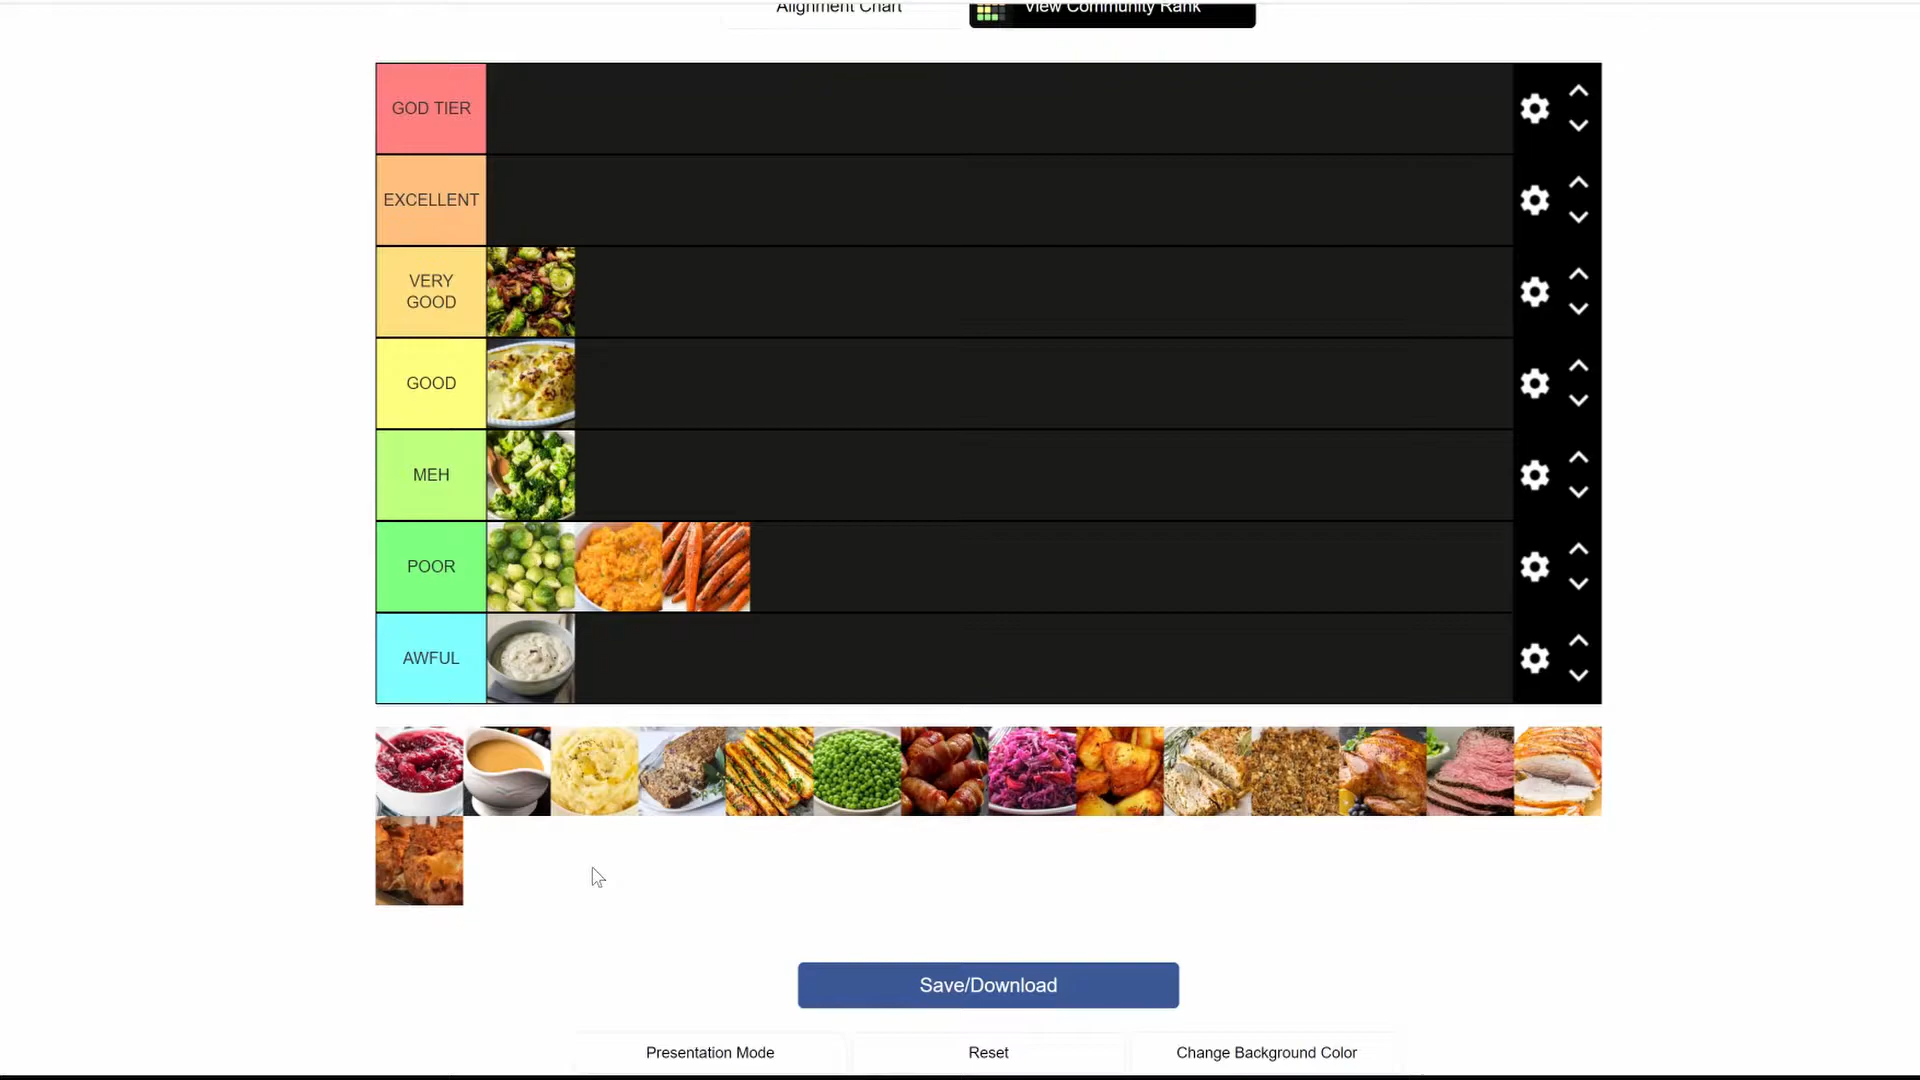 Alignment Chart
View Community Rank
GOD TIER
EXCELLENT
VERY
GOOD
GOOD
MEH
POOR
AWFUL
Save/Download
Presentation Mode
Reset
Change Background Color